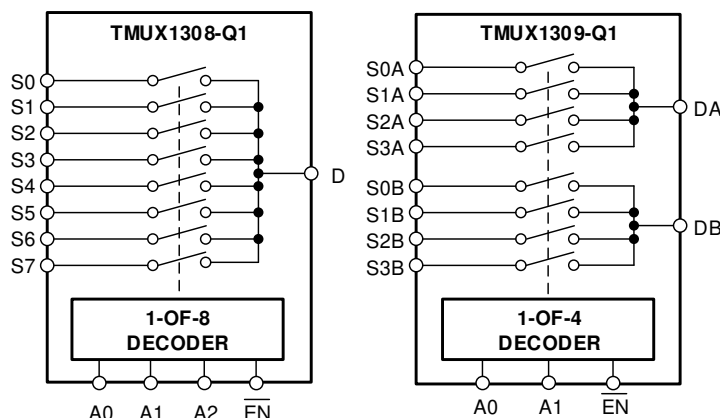 TMUX1308-Q1
S0
S1
S2
S3
S4
S5
S6
S7
D
1-OF-8
DECODER
A0 A1 A2 EN
TMUX1309-Q1
S0A
S1A
S2A
S3A
S0B
S1B
S2B
S3B
DA
DB
1-OF-4
DECODER
A0 A1 EN